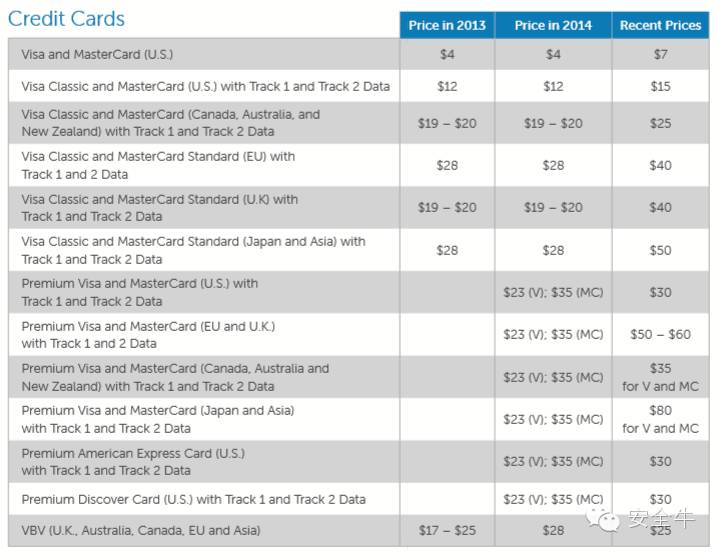 Credit Cards
Price in 2013 Price in 2014 Recent Prices
Visa and MasterCard (U.S.) $4 $4 $7
Visa Classic and MasterCard (U.S.) with Track 1 and Track 2 Data $12 $12 $15
Visa Classic and MasterCard (Canada, Australia, and
New Zealand) with Track 1 and Track 2 Data $19 – $20 $19 – $20 $25
Visa Classic and MasterCard Standard (EU) with
Track 1 and 2 Data $28 $28 $40
Visa Classic and MasterCard Standard (U.K) with
Track 1 and Track 2 Data $19 – $20 $19 – $20 $40
Visa Classic and MasterCard Standard (Japan and Asia) with
Track 1 and Track 2 Data $28 $28 $50
Premium Visa and MasterCard (U.S.) with
Track 1 and Track 2 Data $23 (V); $35 (MC) $30
Premium Visa and MasterCard (EU and U.K.)
with Track 1 and 2 Data $23 (V); $35 (MC) $50 – $60
Premium Visa and MasterCard (Canada, Australia and
New Zealand) with Track 1 and Track 2 Data $23 (V); $35 (MC) $35
for V and MC
Premium Visa and MasterCard (Japan and Asia)
with Track 1 and Track 2 Data $23 (V); $35 (MC) $80
for V and MC
Premium American Express Card (U.S.)
with Track 1 and Track 2 Data $23 (V); $35 (MC) $30
Premium Discover Card (U.S.) with Track 1 and Track 2 Data $23 (V); $35 (MC) $30
VBV (U.K., Australia, Canada, EU and Asia) $17 – $25 $28 $25
安全牛